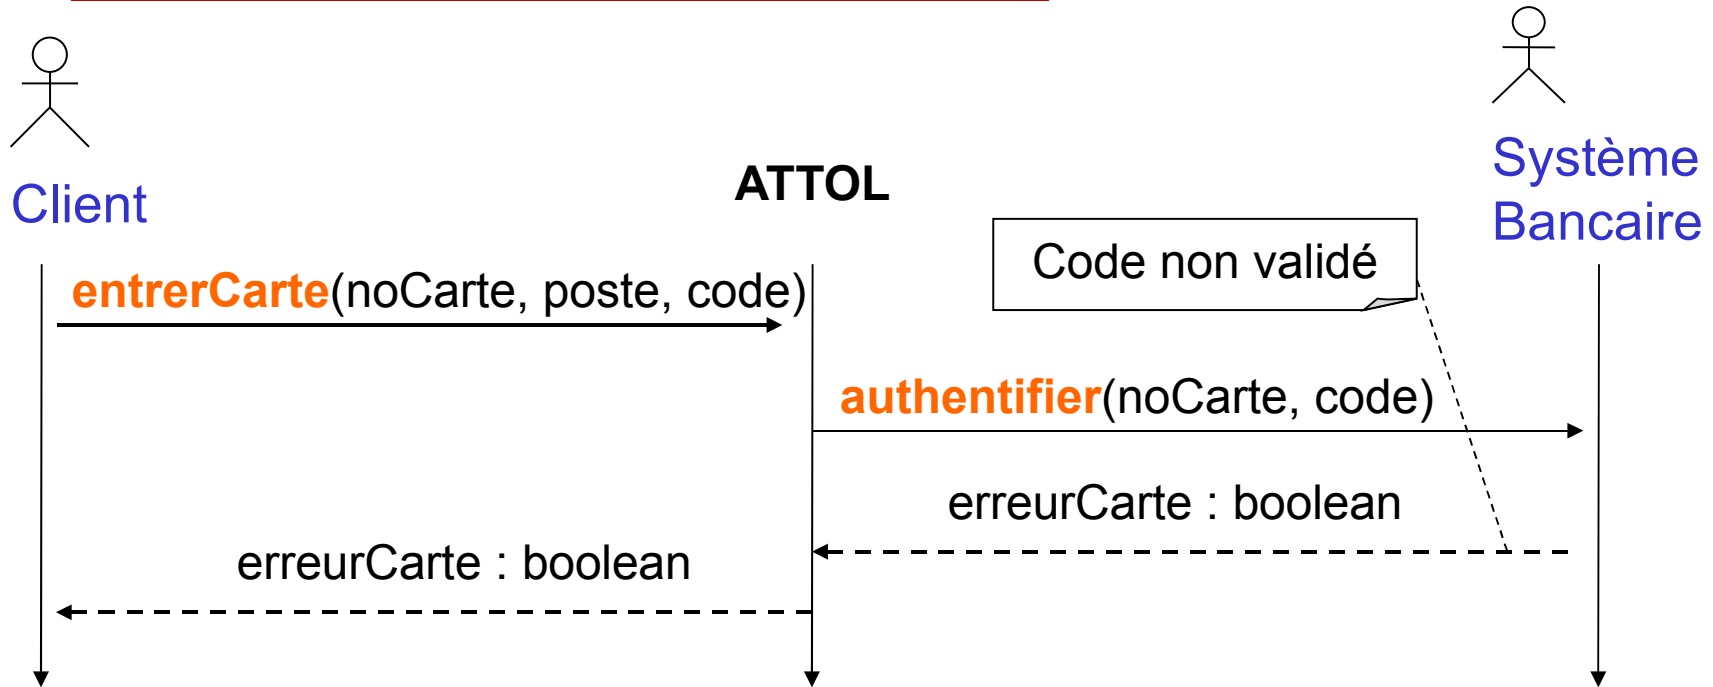 Client
ATTOL
Système
Bancaire
Code non validé
entrerCarte(noCarte, poste, code)
authentifier(noCarte, code)
erreurCarte : boolean
erreurCarte : boolean